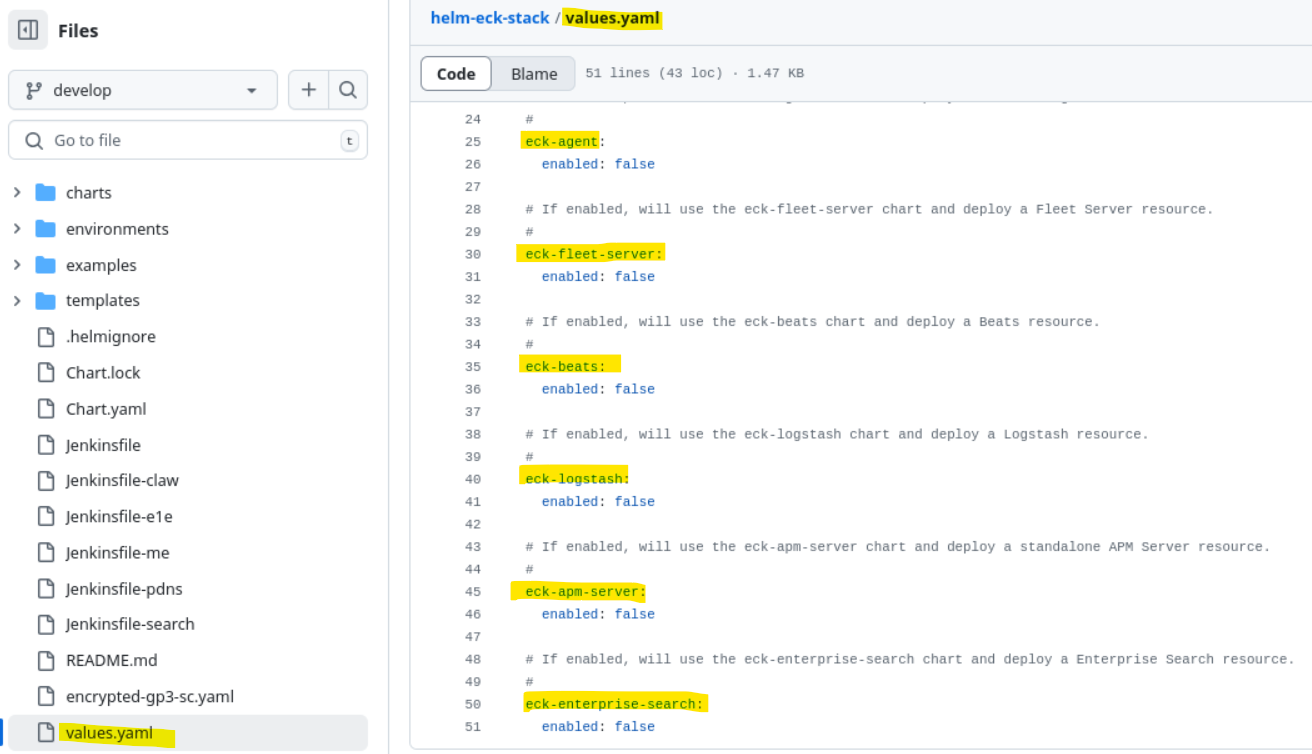 Files
develop
Go to file
t
charts
environments
examples
templates
.helmignore
Chart.lock
Chart.yaml
Jenkinsfile
Jenkinsfile-claw
Jenkinsfile-e1e
Jenkinsfile-me
Jenkinsfile-pdns
Jenkinsfile-search
README.md
encrypted-gp3-sc.yaml
values.yaml
helm-eck-stack / values.yaml
Code Blame 51 lines (43 loc) · 1.47 KB
24 #
25 eck-agent:
26 enabled: false
27
28 # If enabled, will use the eck-fleet-server chart and deploy a Fleet Server resource.
29 #
30 eck-fleet-server:
31 enabled: false
32
33 # If enabled, will use the eck-beats chart and deploy a Beats resource.
34 #
35 eck-beats:
36 enabled: false
37
38 # If enabled, will use the eck-logstash chart and deploy a Logstash resource.
39 #
40 eck-logstash:
41 enabled: false
42
43 # If enabled, will use the eck-apm-server chart and deploy a standalone APM Server resource.
44 #
45 eck-apm-server:
46 enabled: false
47
48 # If enabled, will use the eck-enterprise-search chart and deploy a Enterprise Search resource.
49 #
50 eck-enterprise-search:
51 enabled: false